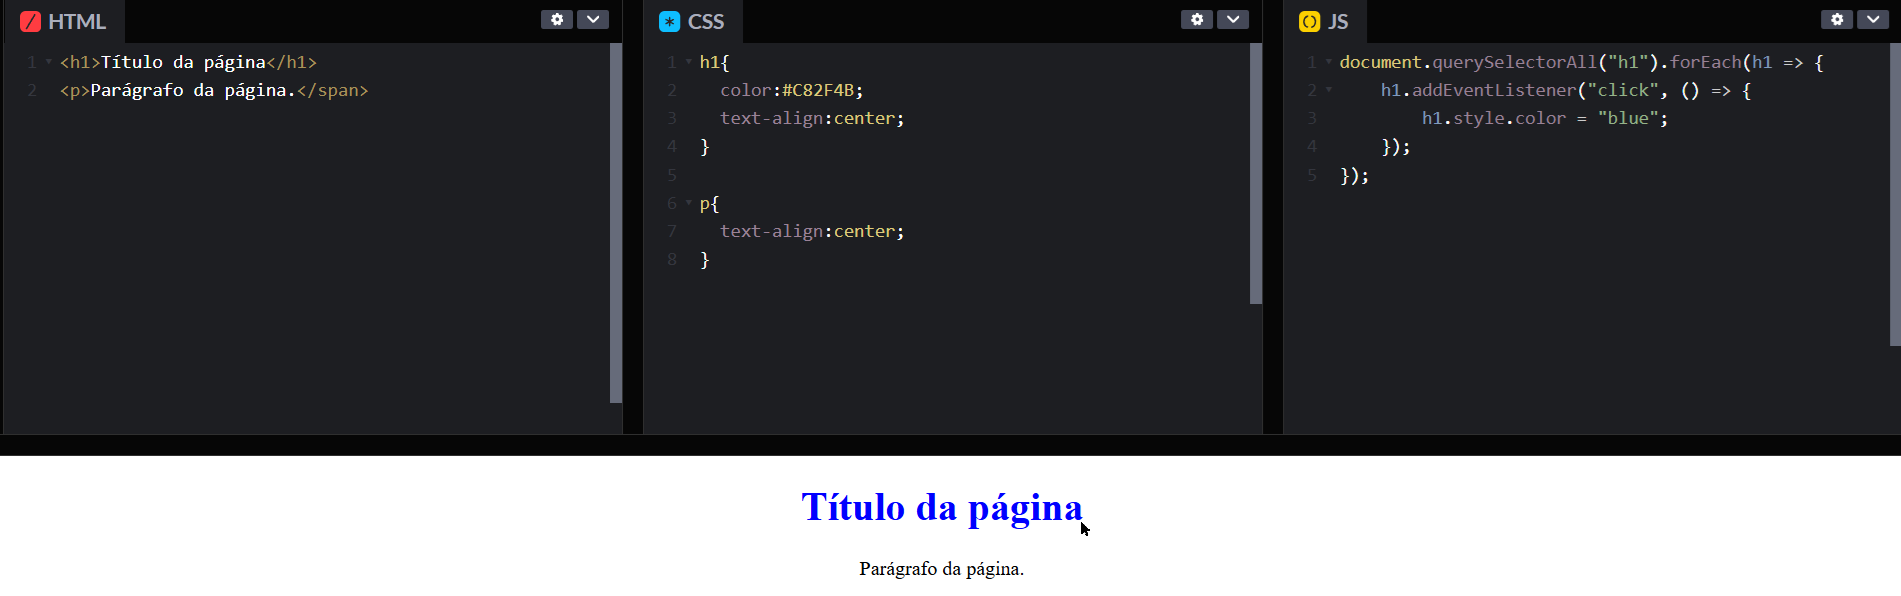 HTML
1 <h1>Título da página</h1>
2 <p>Parágrafo da página.</span>
CSS
1 h1{
2   color:#C82F4B;
3   text-align:center;
4 }
5
6 p{
7   text-align:center;
8 }
JS
1 document.querySelectorAll("h1").forEach(h1 => {
2     h1.addEventListener("click", () => {
3         h1.style.color = "blue";
4     });
5 });
Título da página
Parágrafo da página.